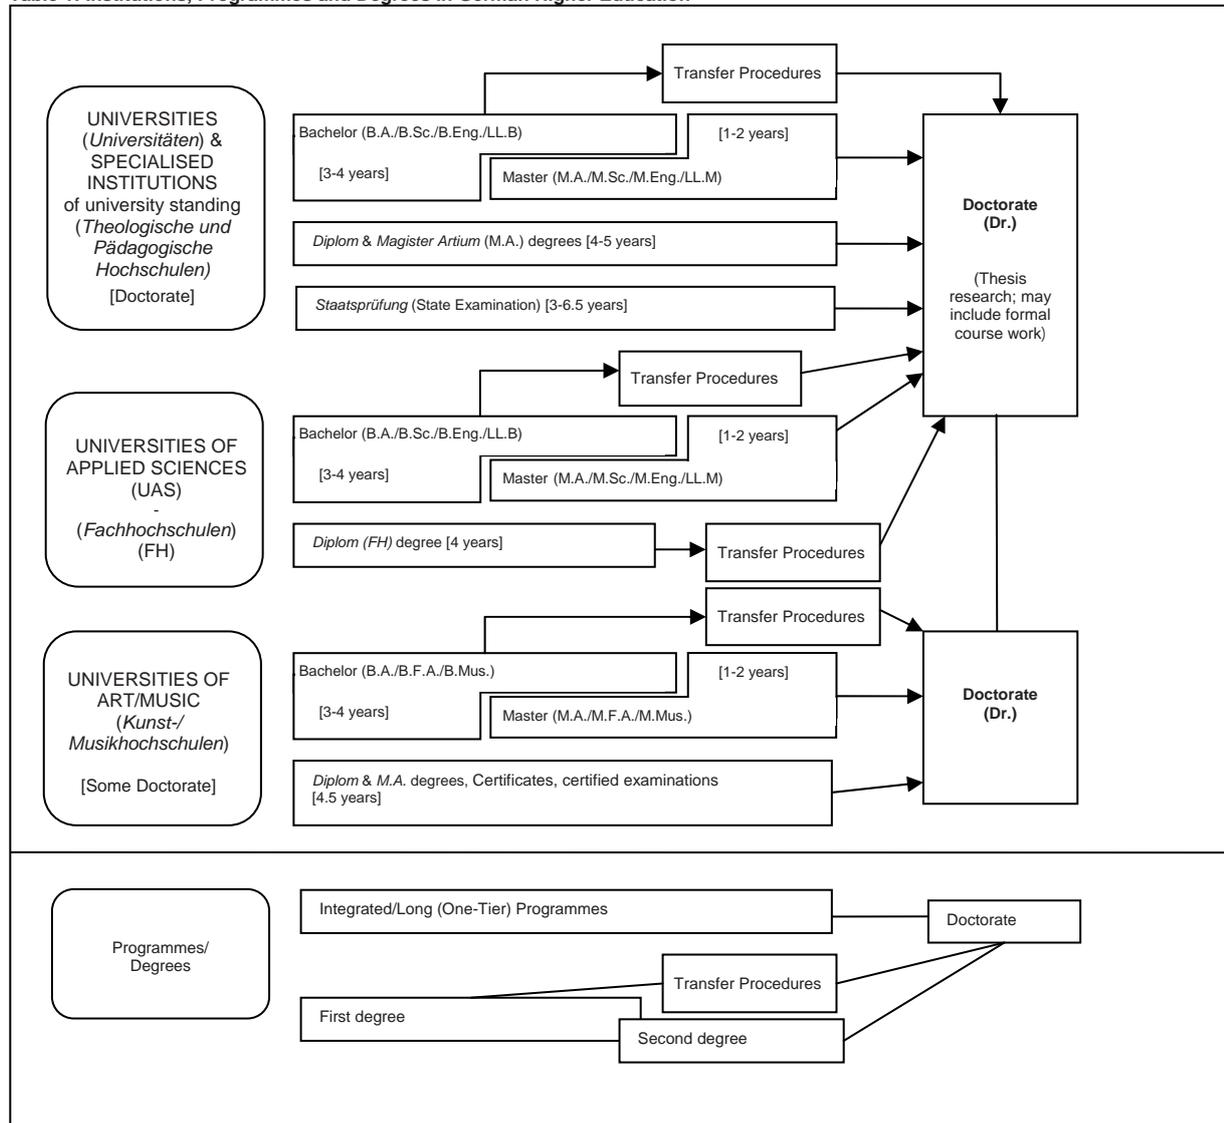 Table 1: Institutions, Programmes and Degrees in German Higher Education
UNIVERSITIES
(Universitäten) &
SPECIALISED
INSTITUTIONS
of university standing
(Theologische und
Pädagogische
Hochschulen)
[Doctorate]
Transfer Procedures
Bachelor (B.A./B.Sc./B.Eng./LL.B)
[3-4 years]
[1-2 years]
Master (M.A./M.Sc./M.Eng./LL.M)
Diplom & Magister Artium (M.A.) degrees [4-5 years]
Staatsprüfung (State Examination) [3-6.5 years]
Doctorate
(Dr.)
(Thesis
research; may
include formal
course work)
UNIVERSITIES OF
APPLIED SCIENCES
(UAS)
-
(Fachhochschulen)
(FH)
Transfer Procedures
Bachelor (B.A./B.Sc./B.Eng./LL.B)
[3-4 years]
[1-2 years]
Master (M.A./M.Sc./M.Eng./LL.M)
Diplom (FH) degree [4 years]
Transfer Procedures
UNIVERSITIES OF
ART/MUSIC
(Kunst-/
Musikhochschulen)
[Some Doctorate]
Transfer Procedures
Bachelor (B.A./B.F.A./B.Mus.)
[3-4 years]
[1-2 years]
Master (M.A./M.F.A./M.Mus.)
Diplom & M.A. degrees, Certificates, certified examinations
[4.5 years]
Doctorate
(Dr.)
Programmes/
Degrees
Integrated/Long (One-Tier) Programmes
Doctorate
Transfer Procedures
First degree
Second degree